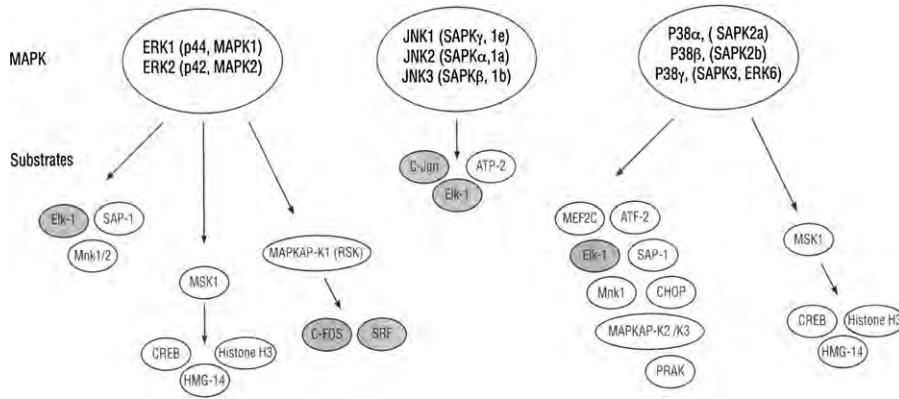 MAPK
ERK1 (p44, MAPK1)
ERK2 (p42, MAPK2)
JNK1 (SAPKγ, 1e)
JNK2 (SAPKα,1a)
JNK3 (SAPKβ, 1b)
P38α, ( SAPK2a)
P38β, (SAPK2b)
P38γ, (SAPK3, ERK6)
Substrates
Elk-1
SAP-1
Mnk1/2
MSK1
CREB
Histone H3
HMG-14
MAPKAP-K1 (RSK)
C-FOS
SRF
C-Jun
ATP-2
Elk-1
MEF2C
ATF-2
Elk-1
SAP-1
Mnk1
CHOP
MAPKAP-K2 /K3
PRAK
MSK1
CREB
Histone H3
HMG-14